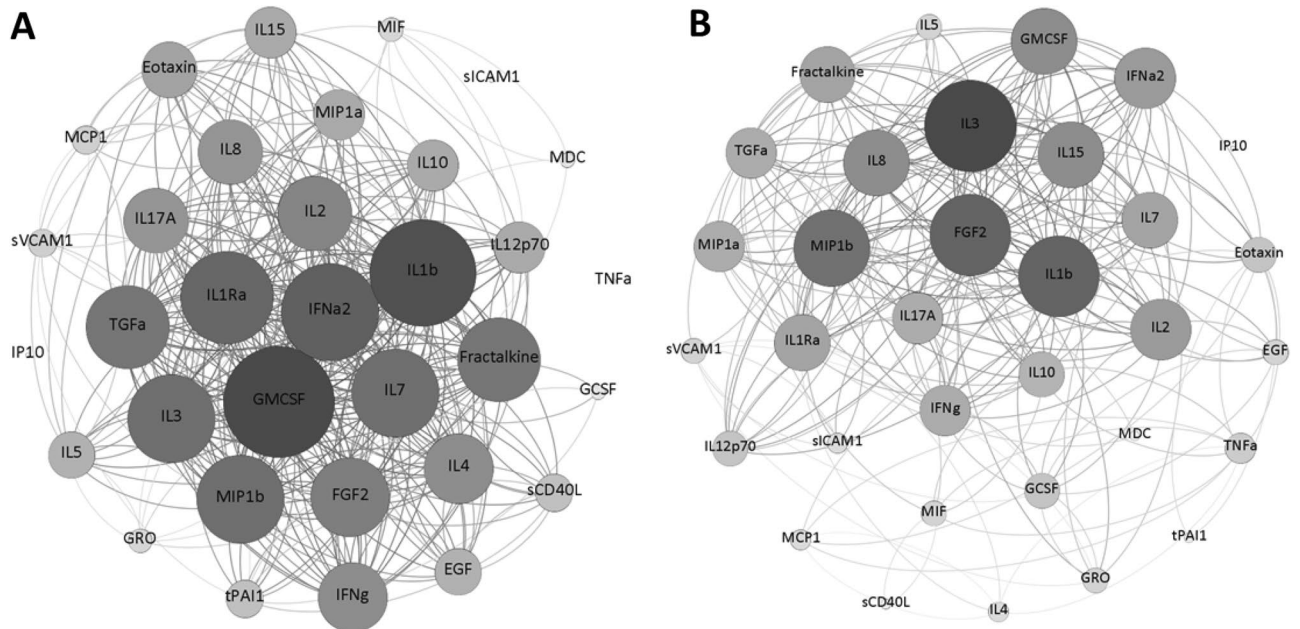 A
IL15
MIF
sICAM1
Eotaxin
MIP1a
MCP1
IL8
IL10
MDC
IL17A
IL2
sVCAM1
IL12p70
IL1b
TNFa
IL1Ra
IFNa2
TGFa
IP10
Fractalkine
GCSF
GMCSF
IL7
IL3
IL5
IL4
sCD40L
MIP1b
FGF2
GRO
EGF
tPAI1
IFNg
B
IL5
GMCSF
Fractalkine
IFNa2
IL3
IP10
TGFa
IL8
IL15
IL7
MIP1a
MIP1b
FGF2
Eotaxin
IL1b
IL17A
IL2
IL1Ra
sVCAM1
EGF
IL10
IFNg
MDC
IL12p70
sICAM1
TNFa
GCSF
MIF
MCP1
tPAI1
GRO
sCD40L
IL4